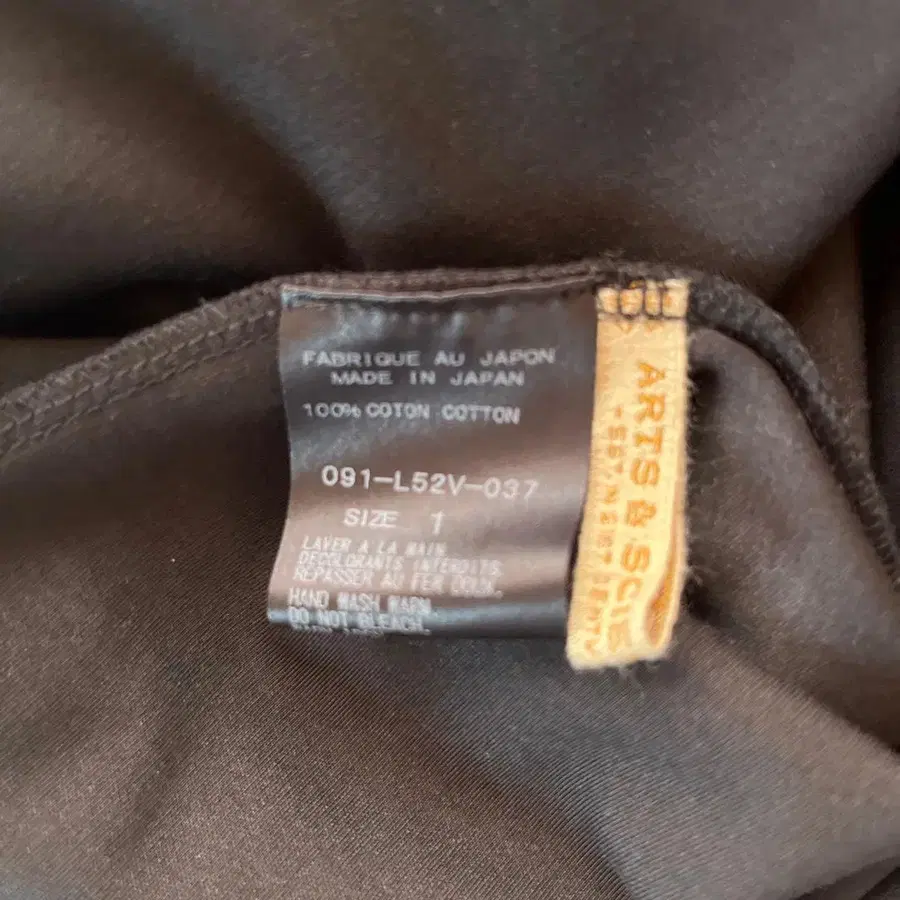 FABRIQUE AU JAPON
MADE IN JAPAN
100% COTON COTTON
091-L52V-037
SIZE 1
LAVER A LA MAIN.
DECOLORANTS INTERDITS.
REPASSER AU FER DOUX.
HAND WASH WARM.
DO NOT BLEACH.
ARTS & SCIE